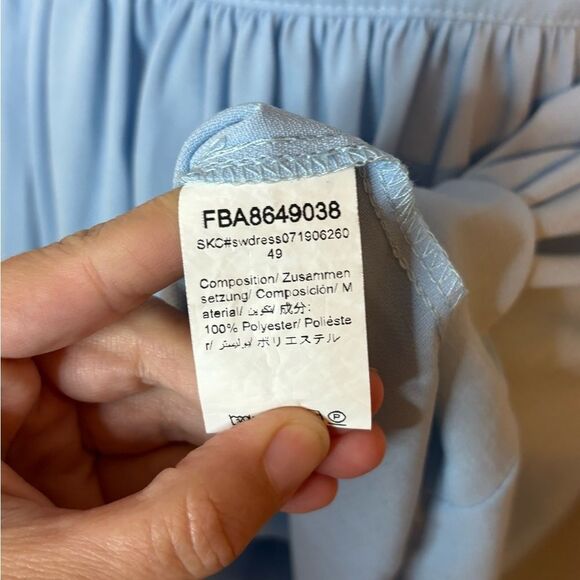 FBA8649038
SKC#swdress071906260
49
Composition/ Zusammen
setzung/ Composición/ M
aterial/ تكوين/ 成分:
100% Polyester/ Poliéste
r/ بوليستر/ ポリエステル
P